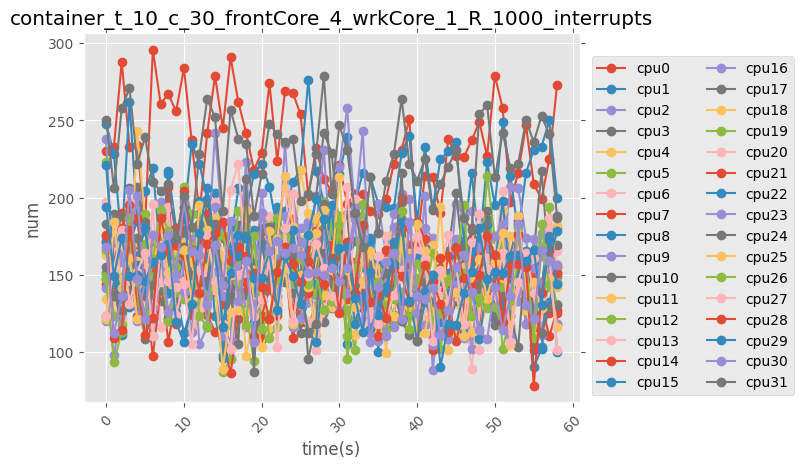 container_t_10_c_30_frontCore_4_wrkCore_1_R_1000_interrupts
300
250
200
150
100
num
0
10
20
30
40
50
60
time(s)
cpu0
cpu1
cpu2
cpu3
cpu4
cpu5
cpu6
cpu7
cpu8
cpu9
cpu10
cpu11
cpu12
cpu13
cpu14
cpu15
cpu16
cpu17
cpu18
cpu19
cpu20
cpu21
cpu22
cpu23
cpu24
cpu25
cpu26
cpu27
cpu28
cpu29
cpu30
cpu31